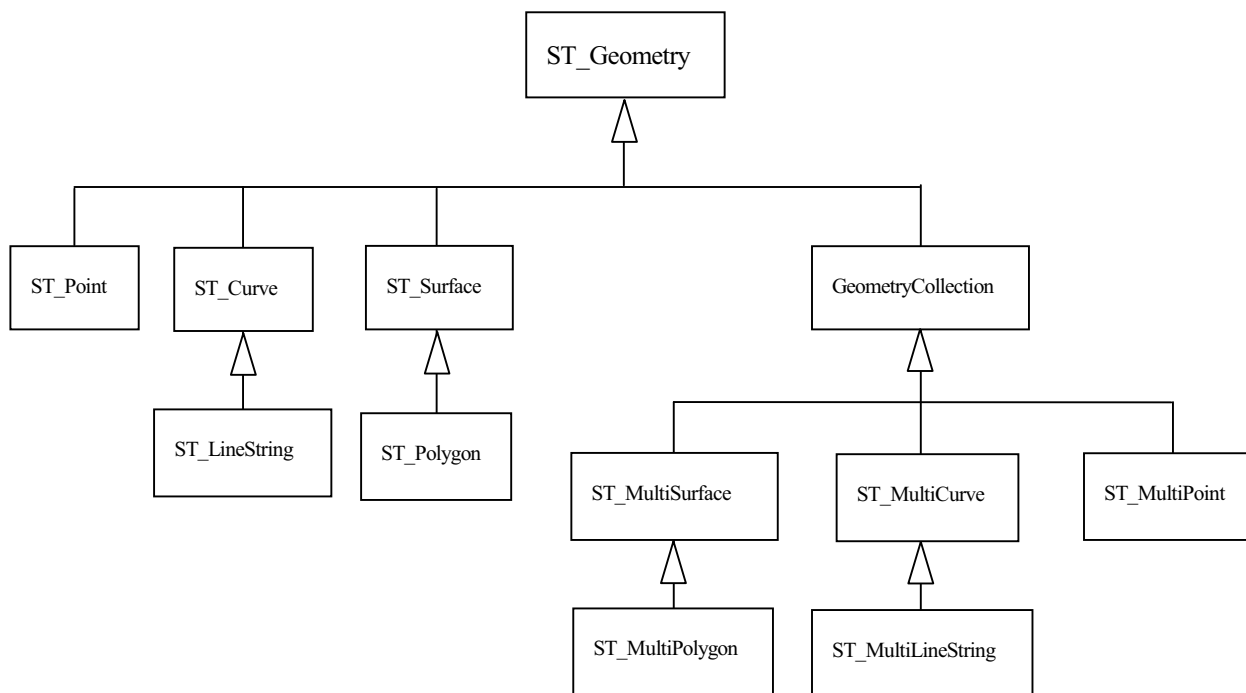 ST_Geometry
ST_Point
ST_Curve
ST_Surface
GeometryCollection
ST_LineString
ST_Polygon
ST_MultiSurface
ST_MultiCurve
ST_MultiPoint
ST_MultiPolygon
ST_MultiLineString